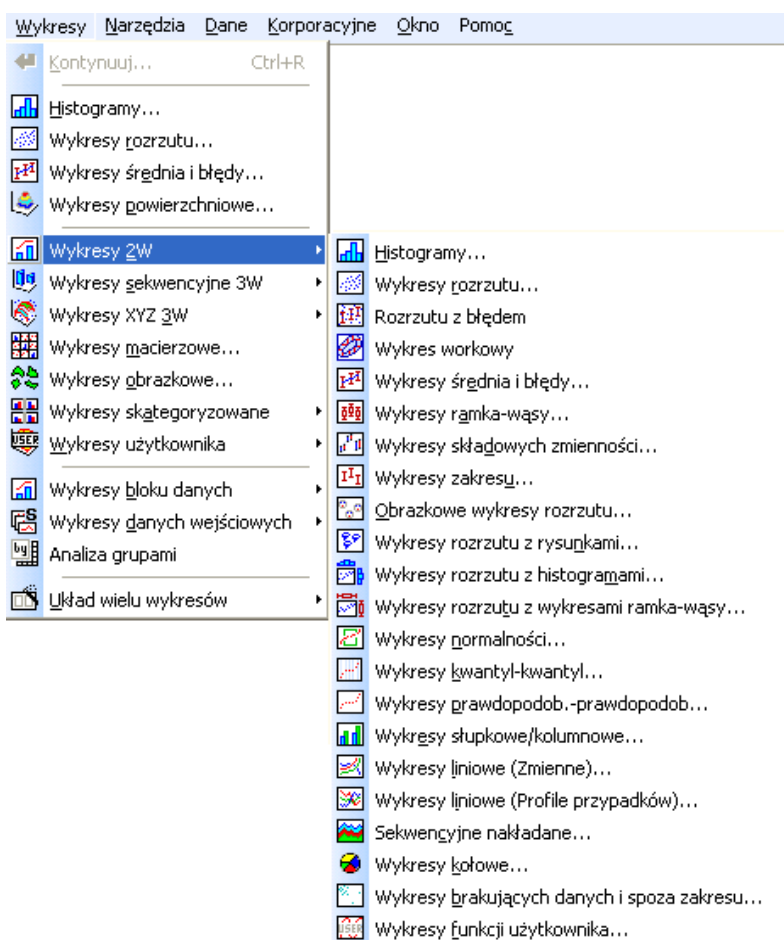 Wykresy Narzędzia Dane Korporacyjne Okno Pomoc
Kontynuuj... Ctrl+R
Histogramy...
Wykresy rozrzutu...
Wykresy średnia i błędy...
Wykresy powierzchniowe...
Wykresy 2W
Wykresy sekwencyjne 3W
Wykresy XYZ 3W
Wykresy macierzowe...
Wykresy obrazkowe...
Wykresy skategoryzowane
Wykresy użytkownika
Wykresy bloku danych
Wykresy danych wejściowych
Analiza grupami
Układ wielu wykresów
Histogramy...
Wykresy rozrzutu...
Rozrzutu z błędem
Wykres workowy
Wykresy średnia i błędy...
Wykresy ramka-wąsy...
Wykresy składowych zmienności...
Wykresy zakresu...
Obrazkowe wykresy rozrzutu...
Wykresy rozrzutu z rysunkami...
Wykresy rozrzutu z histogramami...
Wykresy rozrzutu z wykresami ramka-wąsy...
Wykresy normalności...
Wykresy kwantyl-kwantyl...
Wykresy prawdopodob.-prawdopodob...
Wykresy słupkowe/kolumnowe...
Wykresy liniowe (Zmienne)...
Wykresy liniowe (Profile przypadków)...
Sekwencyjne nakładane...
Wykresy kołowe...
Wykresy brakujących danych i spoza zakresu...
Wykresy funkcji użytkownika...